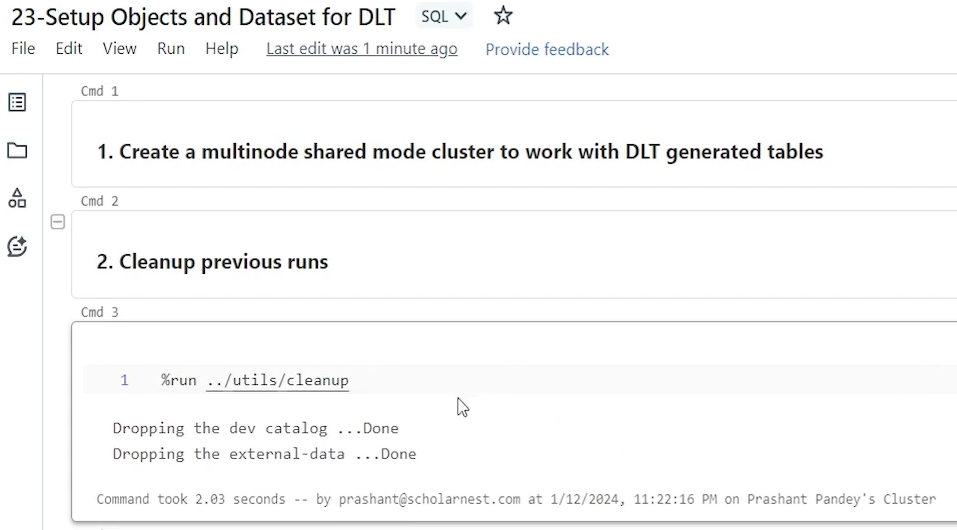 23-Setup Objects and Dataset for DLT SQL
File Edit View Run Help Last edit was 1 minute ago Provide feedback
Cmd 1
1. Create a multinode shared mode cluster to work with DLT generated tables
Cmd 2
2. Cleanup previous runs
Cmd 3
1 %run ../utils/cleanup
Dropping the dev catalog ...Done
Dropping the external-data ...Done
Command took 2.03 seconds -- by prashant@scholarnest.com at 1/12/2024, 11:22:16 PM on Prashant Pandey's Cluster